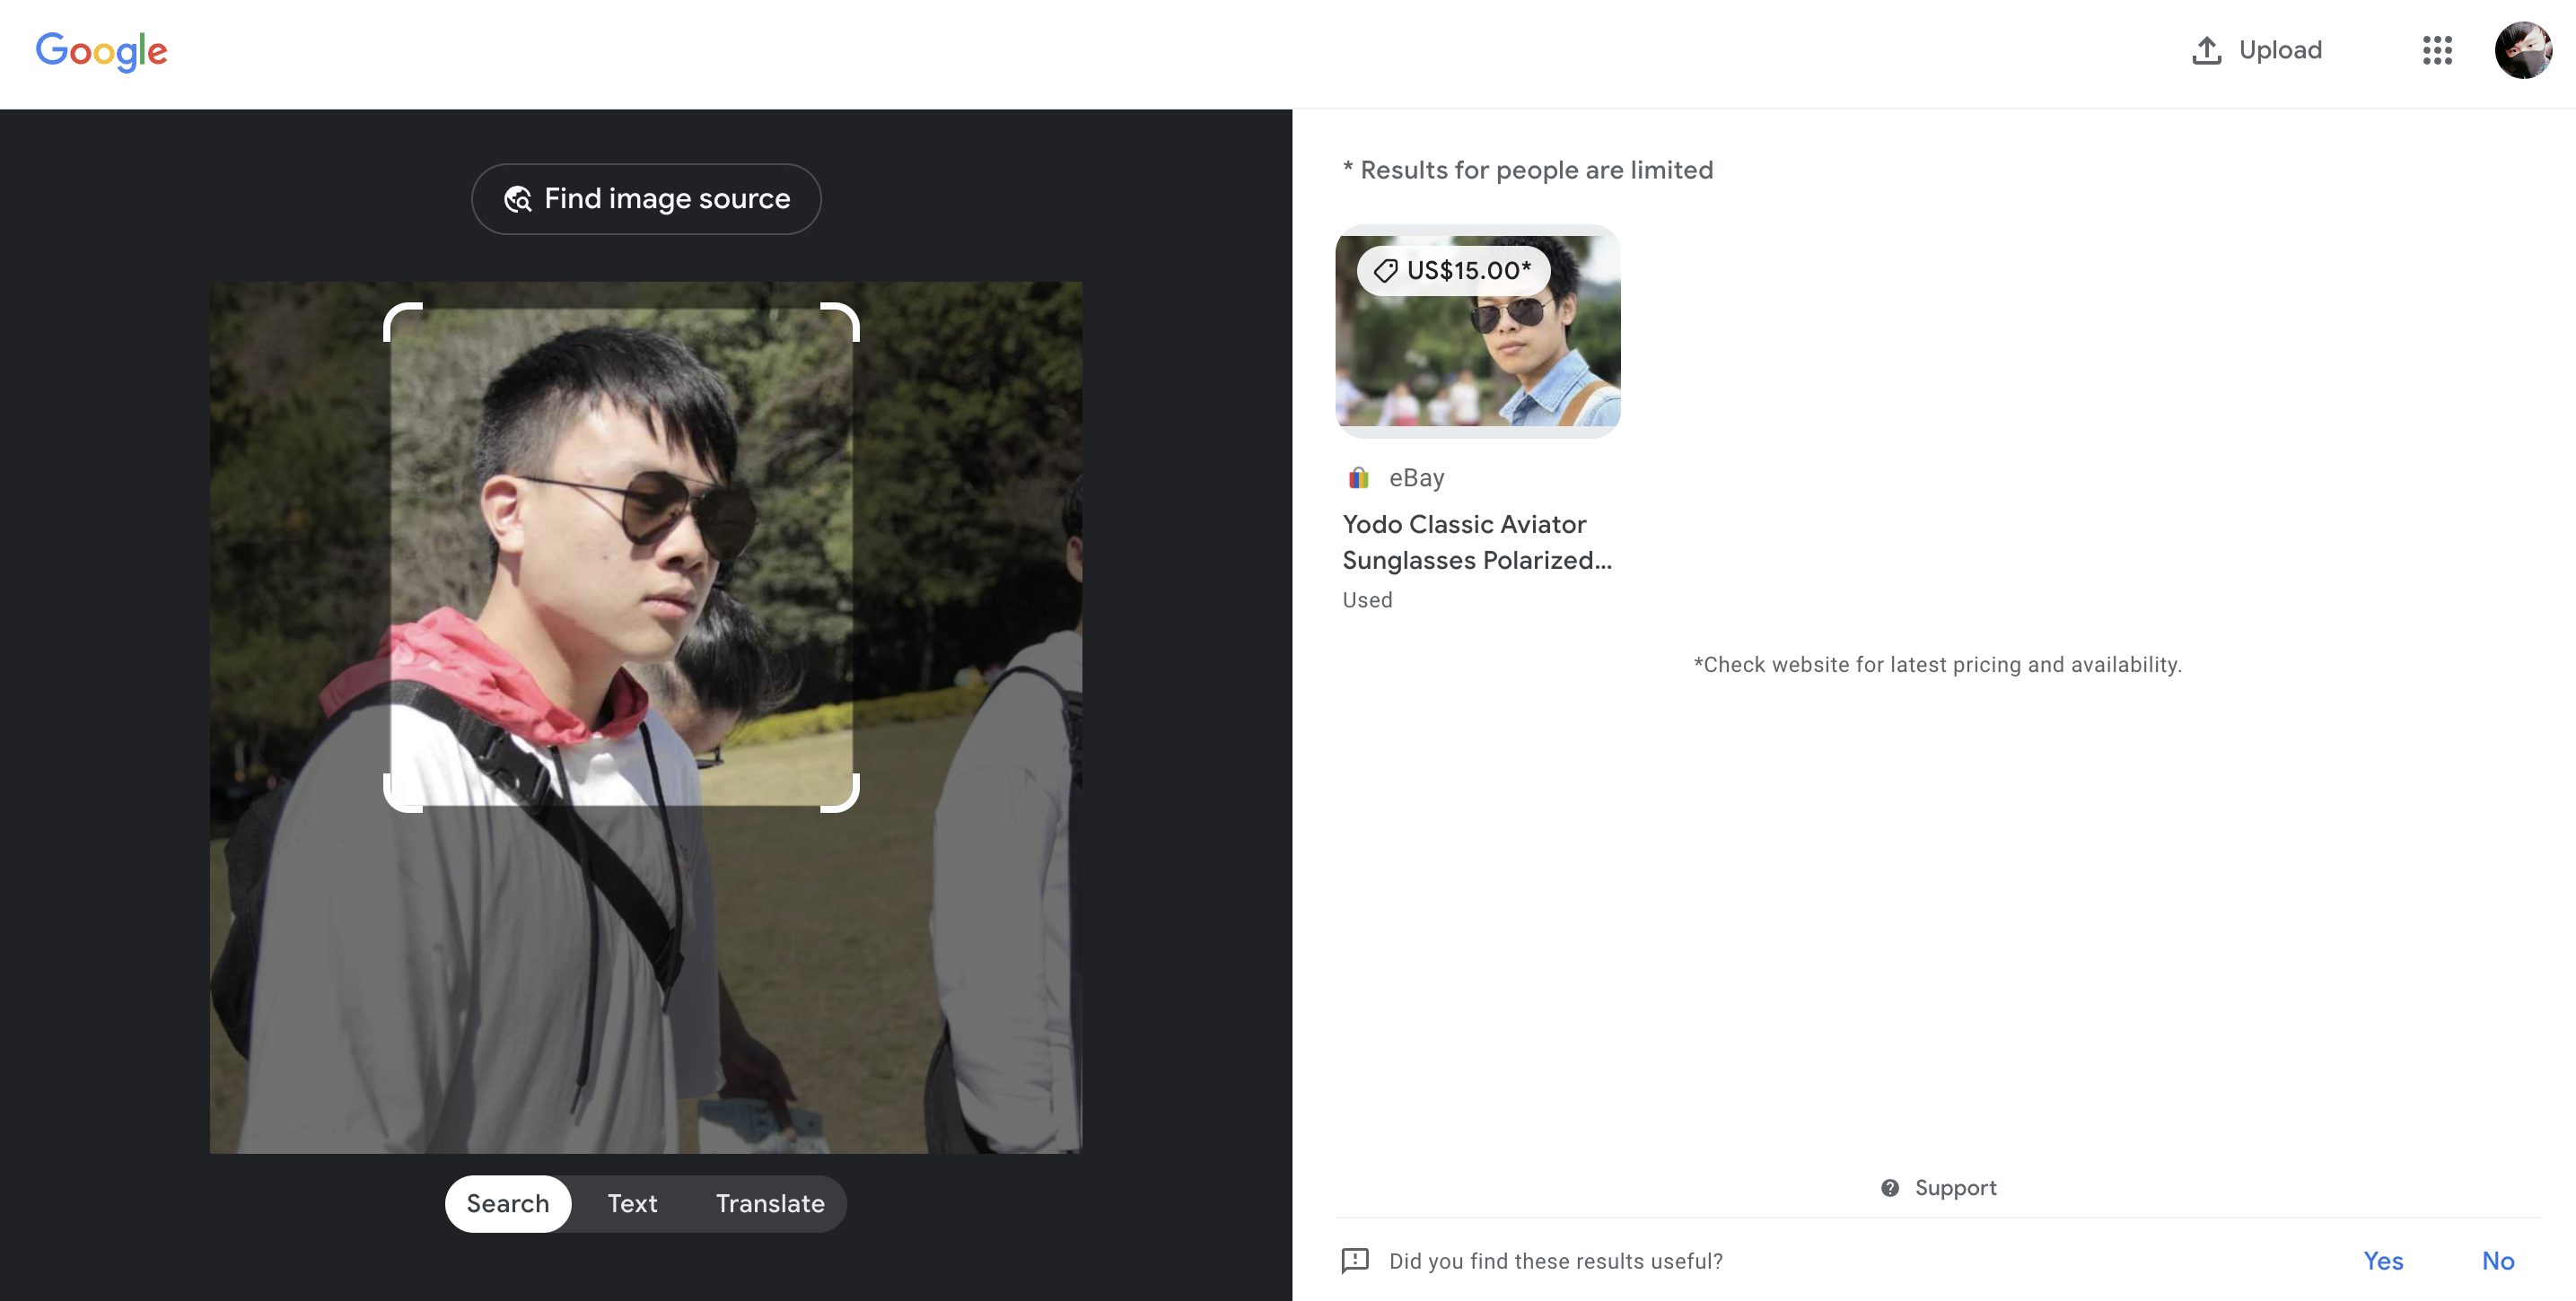 Google
Upload
Find image source
* Results for people are limited
US$15.00*
eBay
Yodo Classic Aviator
Sunglasses Polarized...
Used
*Check website for latest pricing and availability.
Search
Text
Translate
Support
Did you find these results useful?
Yes
No